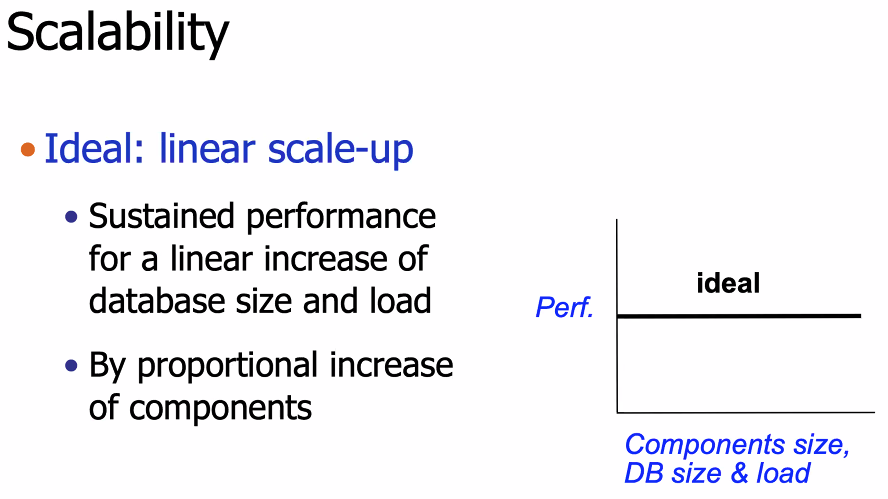 Scalability
• Ideal: linear scale-up
• Sustained performance
for a linear increase of
database size and load
• By proportional increase
of components
ideal
Perf.
Components size,
DB size & load